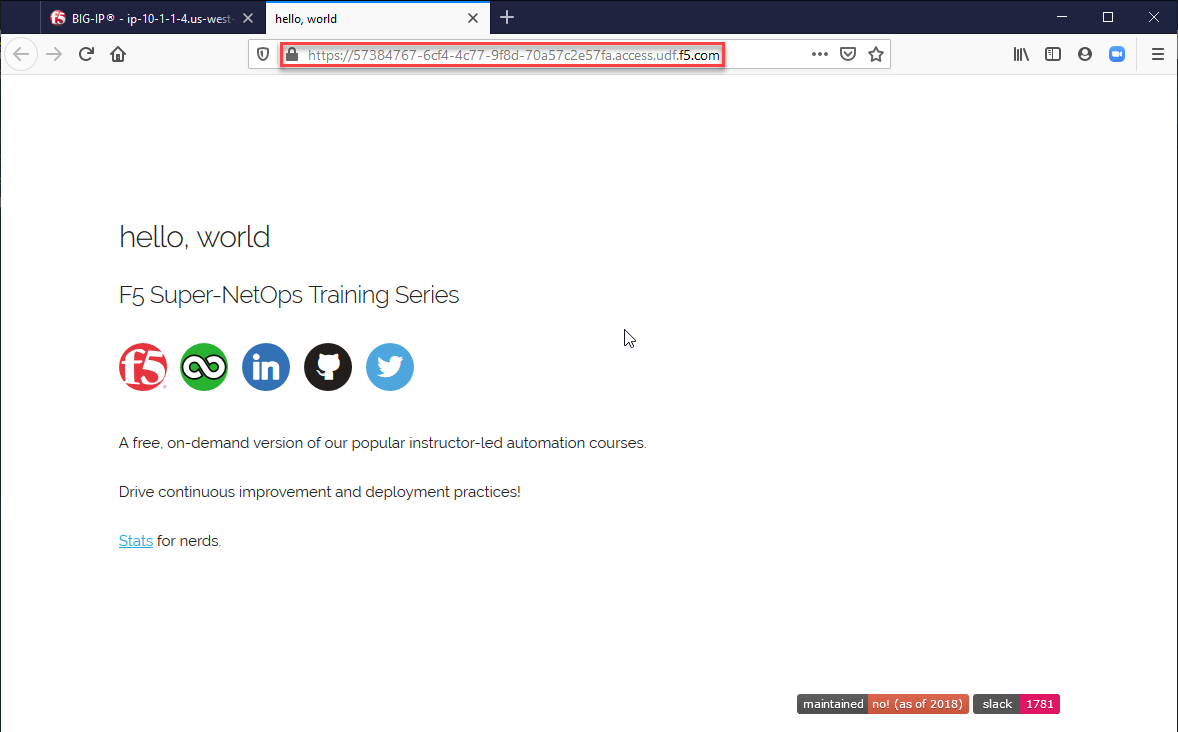 BIG-IP® - ip-10-1-1-4.us-west-
hello, world
https://57384767-6cf4-4c77-9f8d-70a57c2e57fa.access.udf.f5.com
hello, world
F5 Super-NetOps Training Series
f5 in
A free, on-demand version of our popular instructor-led automation courses.
Drive continuous improvement and deployment practices!
Stats for nerds.
maintained no! (as of 2018) slack 1781